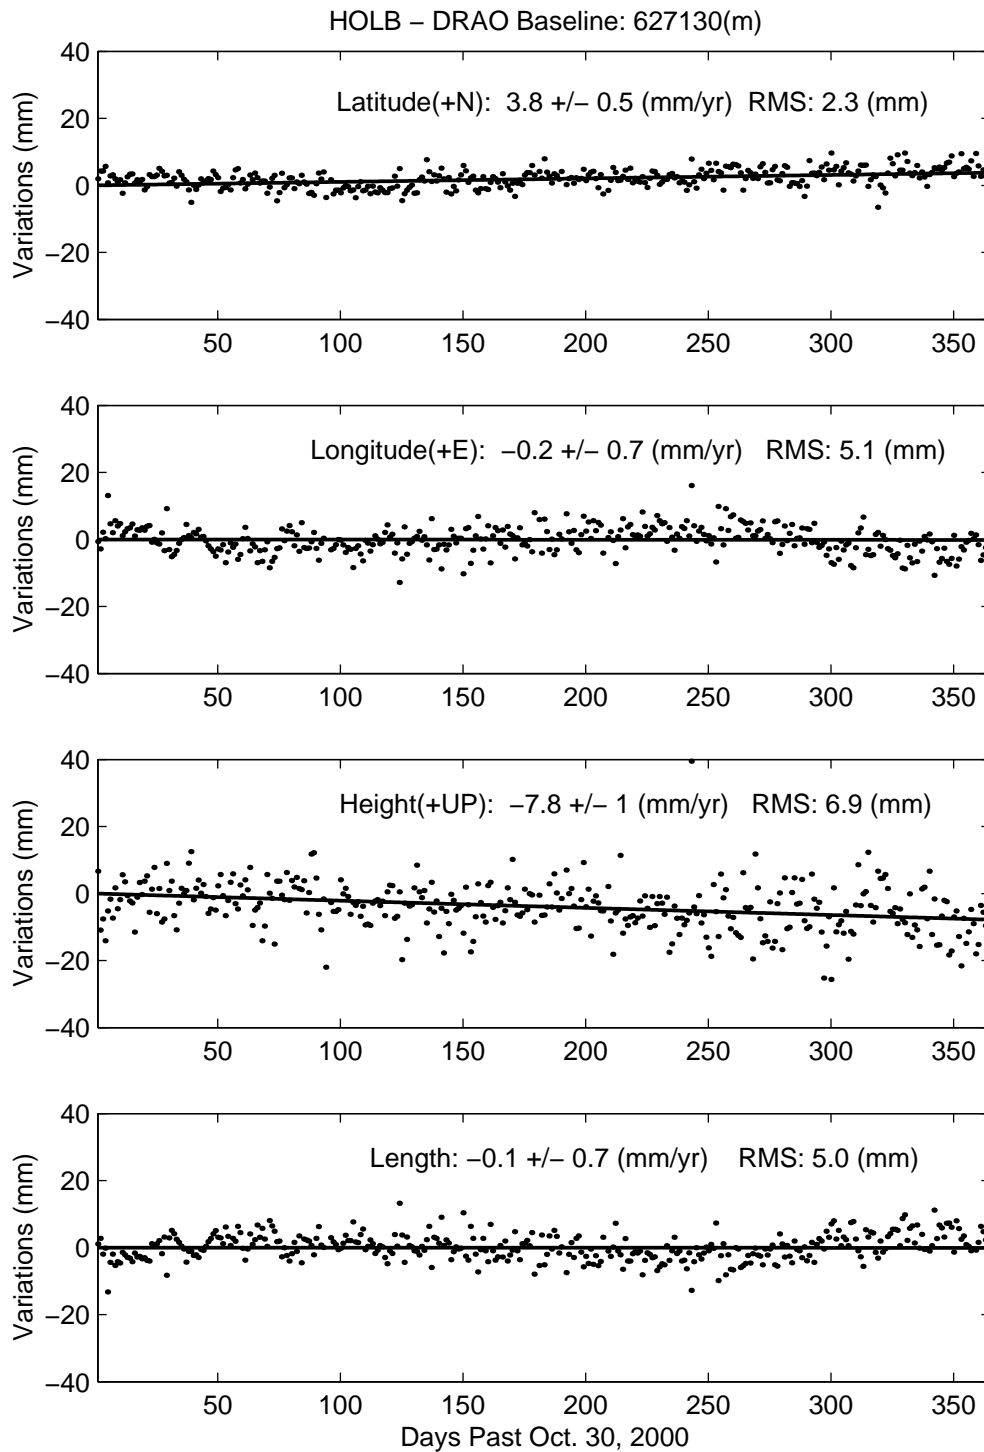 HOLB − DRAO Baseline: 627130(m)
40
20
0
−20
−40
Variations (mm)
Latitude(+N): 3.8 +/− 0.5 (mm/yr) RMS: 2.3 (mm)
50 100 150 200 250 300 350
40
20
0
−20
−40
Variations (mm)
Longitude(+E): −0.2 +/− 0.7 (mm/yr) RMS: 5.1 (mm)
50 100 150 200 250 300 350
40
20
0
−20
−40
Variations (mm)
Height(+UP): −7.8 +/− 1 (mm/yr) RMS: 6.9 (mm)
50 100 150 200 250 300 350
40
20
0
−20
−40
Variations (mm)
Length: −0.1 +/− 0.7 (mm/yr) RMS: 5.0 (mm)
50 100 150 200 250 300 350
Days Past Oct. 30, 2000